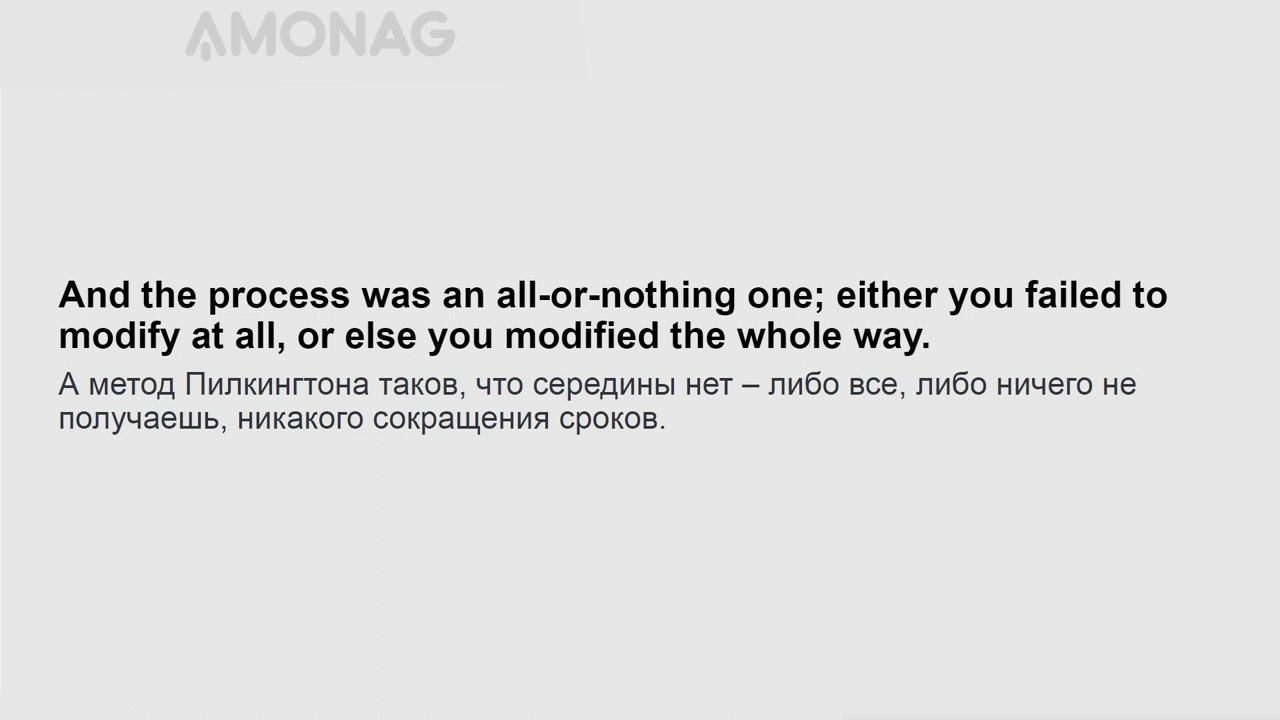 AMONAG
And the process was an all-or-nothing one; either you failed to
modify at all, or else you modified the whole way.
А метод Пилкингтона таков, что середины нет – либо все, либо ничего не
получаешь, никакого сокращения сроков.